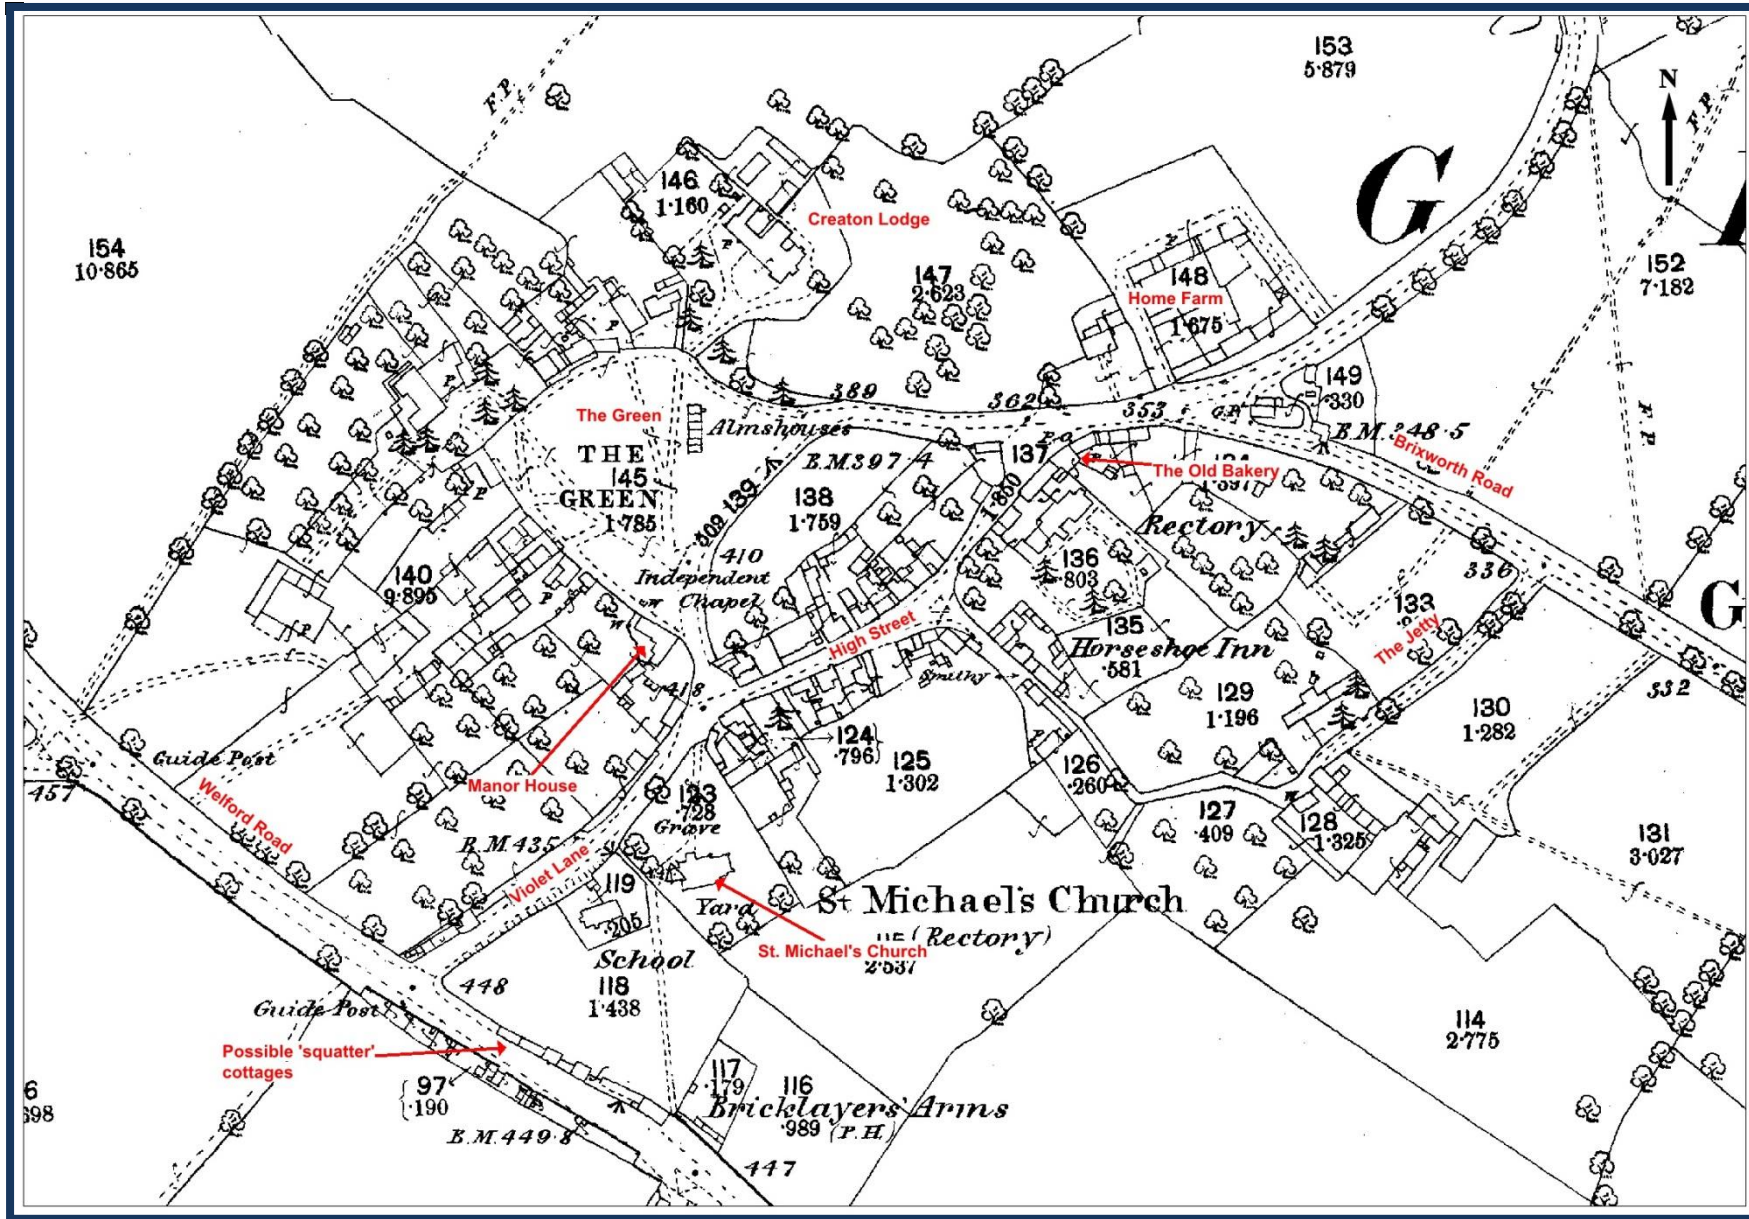 153
5·879
N
F.P.
F.P.
G
146
1·160
Creaton Lodge
154
10·865
147
2·623
148
Home Farm
1·675
152
7·182
The Green
389
362
353
G.P.
149
·330
Almshouses
B.M.397·4
P.O.
B.M.348·5
Brixworth Road
THE
145
GREEN
1·785
137
1·850
The Old Bakery
F.P.
139
138
1·759
Rectory
410
Independent
Chapel
136
·803
336
133
140
9·895
W
High Street
135
Horseshoe Inn
·581
The Jetty
G
418
Smithy
129
1·196
332
130
1·282
Guide Post
457
Welford Road
Manor House
124
·796
125
1·302
126
·260
123
·728
Grave
B.M.435
127
·409
W
128
1·325
131
3·027
Violet Lane
119
·205
Yard
St Michael's Church
(Rectory)
St. Michael's Church
2·537
School
448
118
1·438
Guide Post
Possible 'squatter'
cottages
114
2·775
97
·190
117
·179
116
Bricklayers' Arms
·989
(P.H.)
B.M.449·8
447